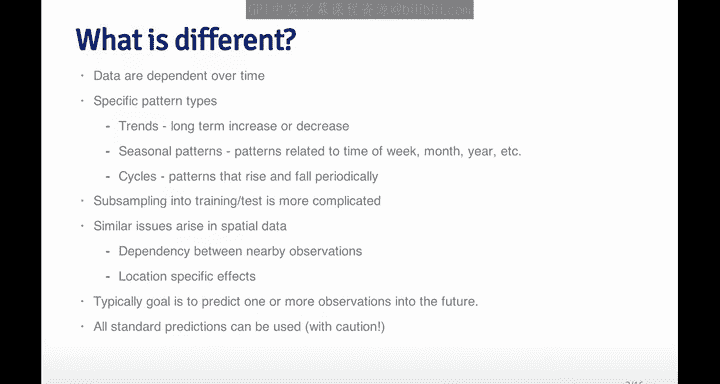 What is different?
· Data are dependent over time
· Specific pattern types
- Trends - long term increase or decrease
- Seasonal patterns - patterns related to time of week, month, year, etc.
- Cycles - patterns that rise and fall periodically
· Subsampling into training/test is more complicated
· Similar issues arise in spatial data
- Dependency between nearby observations
- Location specific effects
· Typically goal is to predict one or more observations into the future.
· All standard predictions can be used (with caution!)